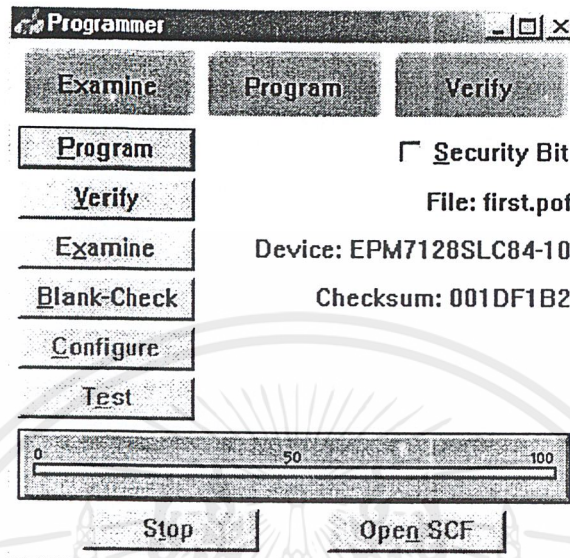 Programmer
Examine Program Verify
Program
Security Bit
Verify
File: first.pof
Examine
Device: EPM7128SLC84-10
Blank-Check
Checksum: 001DF1B2
Configure
Test
0 50 100
Stop Open SCF